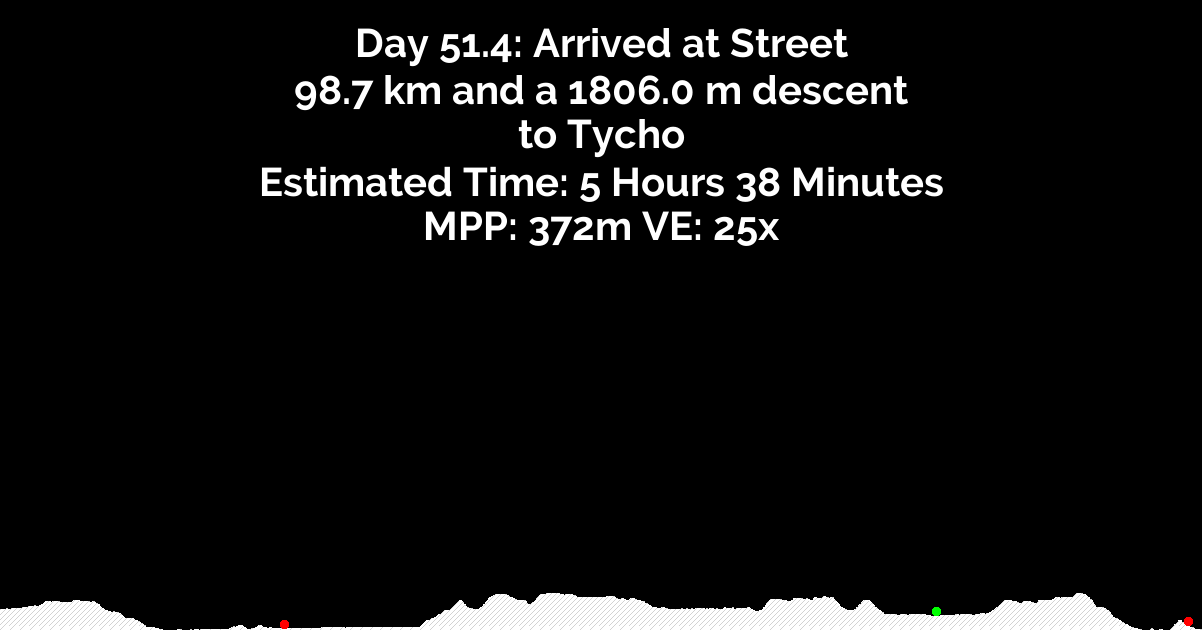 Day 51.4: Arrived at Street
98.7 km and a 1806.0 m descent
to Tycho
Estimated Time: 5 Hours 38 Minutes
MPP: 372m VE: 25x